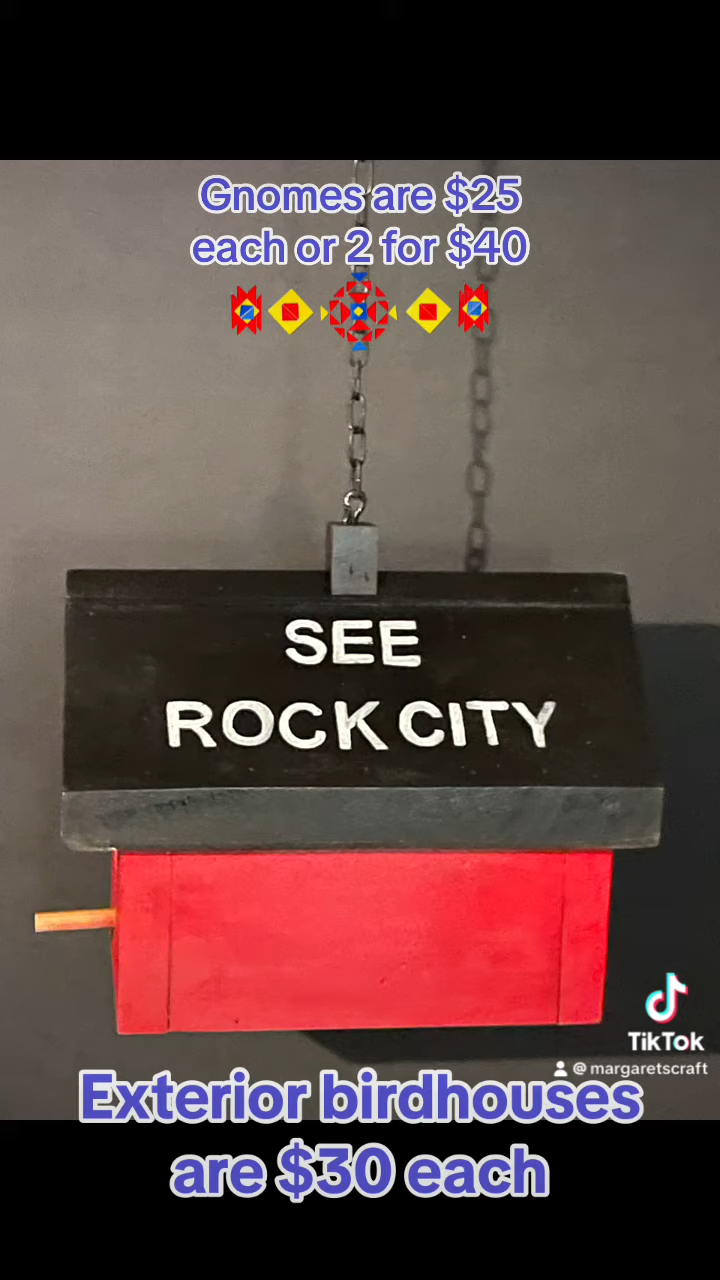 Gnomes are $25
each or 2 for $40
SEE
ROCK CITY
TikTok
@margaretscraft
Exterior birdhouses
are $30 each